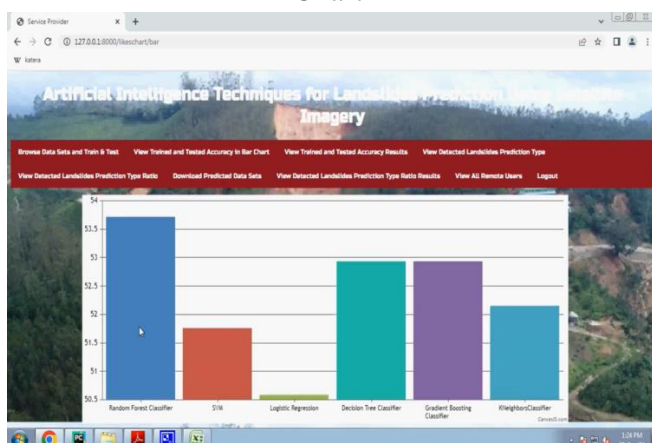 Service Provider
127.0.0.1:8000/likeschart/bar
katera
Artificial Intelligence Techniques for Landslides Prediction Using Satellite
Imagery
Browse Data Sets and Train & Test View Trained and Tested Accuracy in Bar Chart View Trained and Tested Accuracy Results View Detected Landslides Prediction Type
View Detected Landslides Prediction Type Ratio Download Predicted Data Sets View Detected Landslides Prediction Type Ratio Results View All Remote Users Logout
54
53.5
53
52.5
52
51.5
51
50.5
Random Forest Classifier SVM Logistic Regression Decision Tree Classifier Gradient Boosting Classifier KNeighborsClassifier
CanvasJS.com
1:24 PM